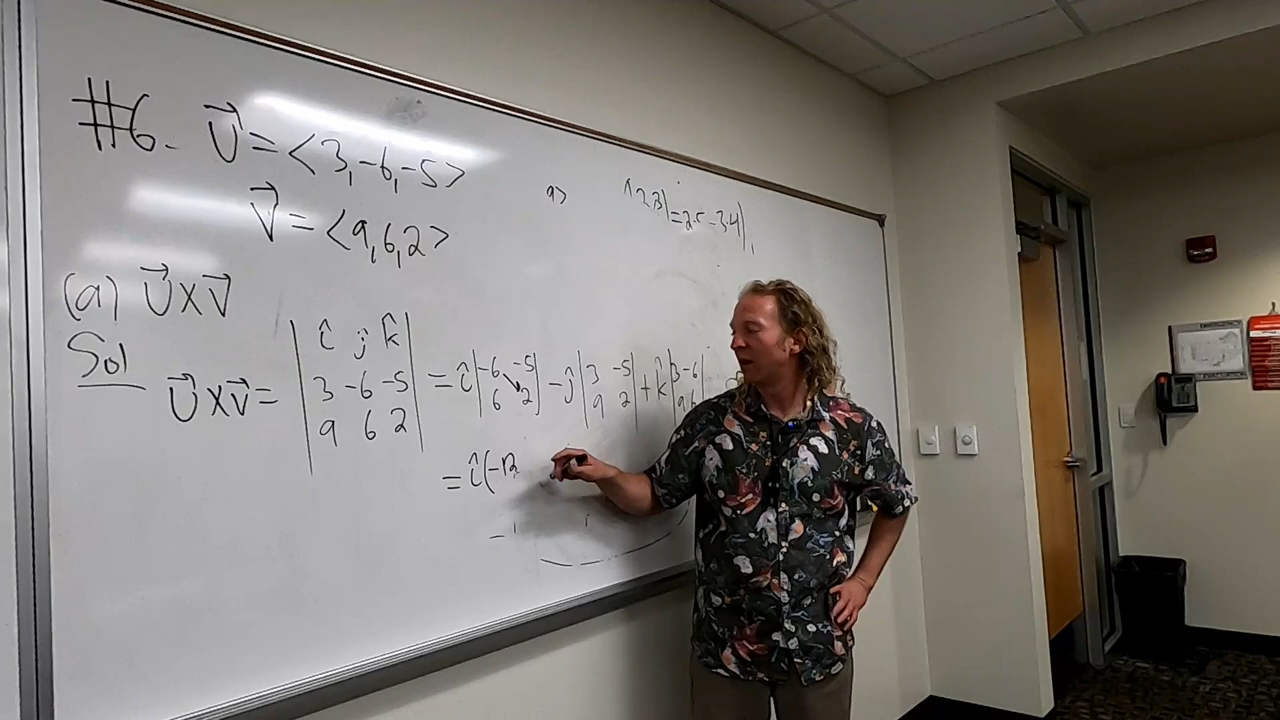 #6. U⃗ = <3, -6, -5>
V⃗ = <9, 6, 2>
(a) U⃗ X V⃗
Sol
U⃗ X V⃗ = | î ĵ k̂ | = î | -6 -5 | - ĵ | 3 -5 | + k̂ | 3 -6 |
| 3 -6 -5 | | 6 2 | | 9 2 | | 9 6
| 9 6 2 |
= î (-12